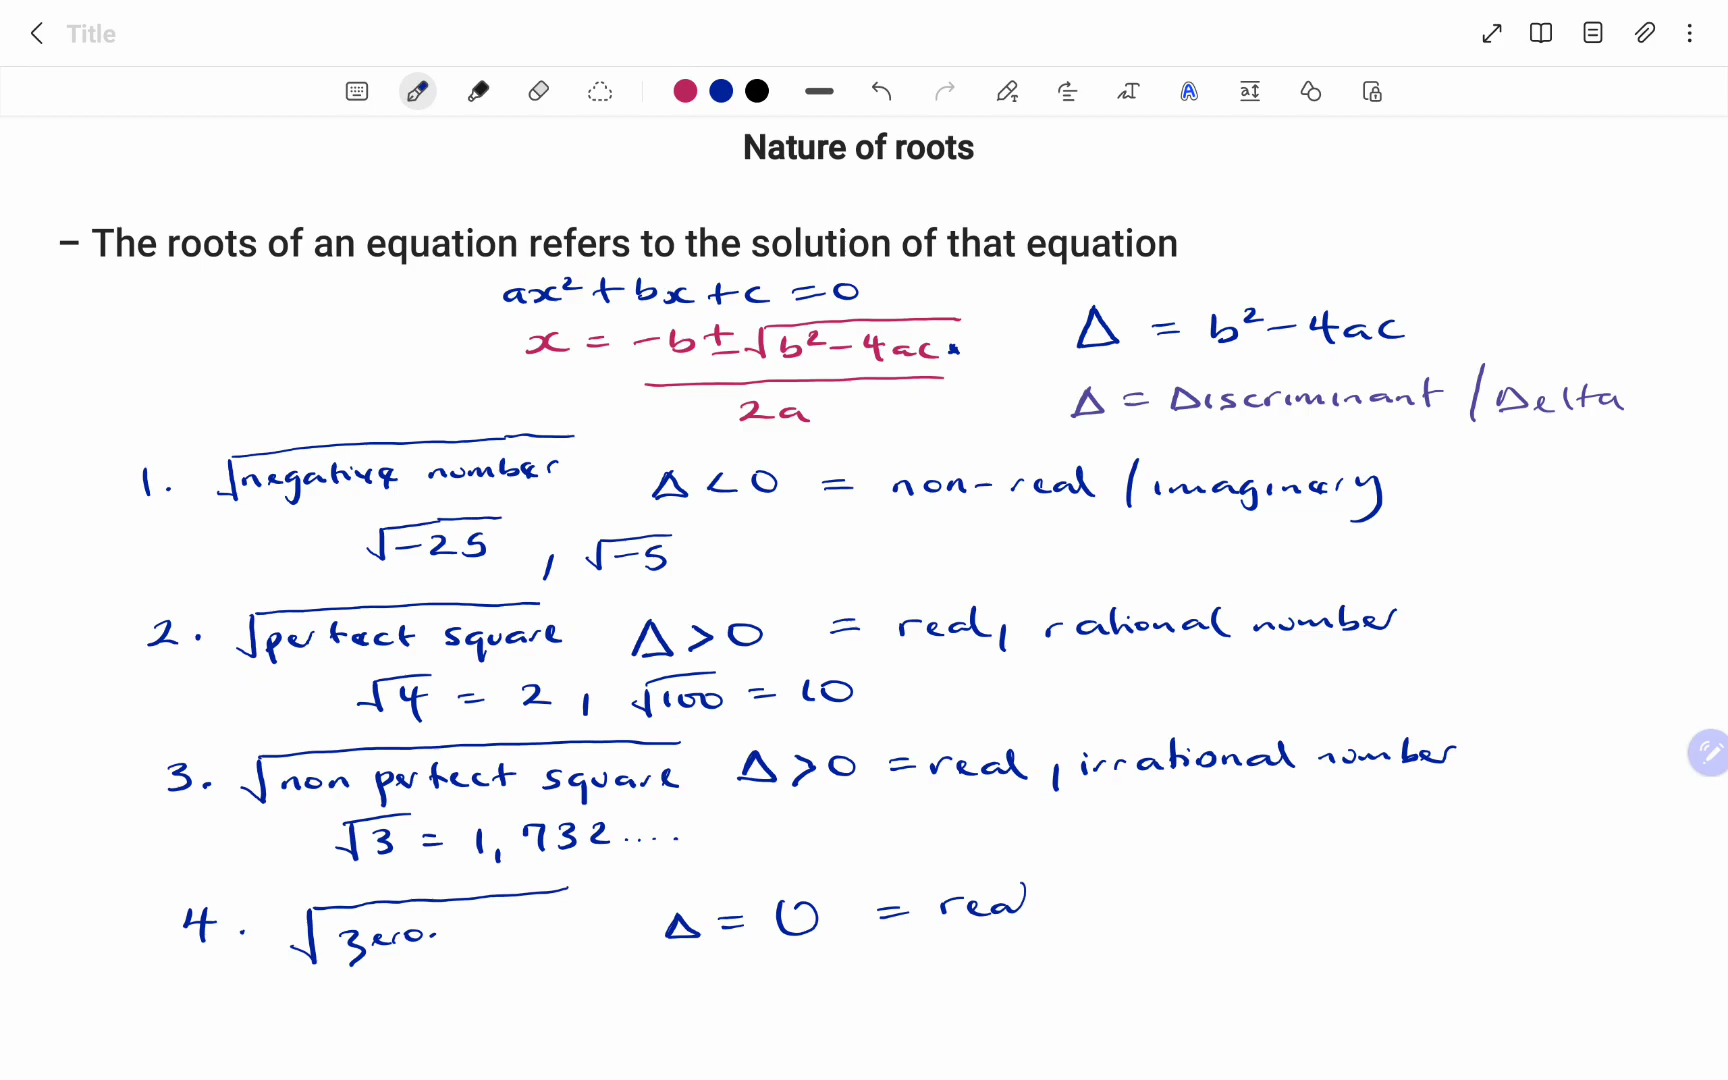 Title
Nature of roots
– The roots of an equation refers to the solution of that equation
ax² + bx + c = 0
x = -b ± √(b² - 4ac)
2a
Δ = b² - 4ac
Δ = Discriminant / Delta
1. √negative number Δ < 0 = non-real / imaginary
√-25 , √-5
2. √perfect square Δ > 0 = real, rational number
√4 = 2 , √100 = 10
3. √non perfect square Δ > 0 = real, irrational number
√3 = 1,732....
4. √zero. Δ = 0 = real